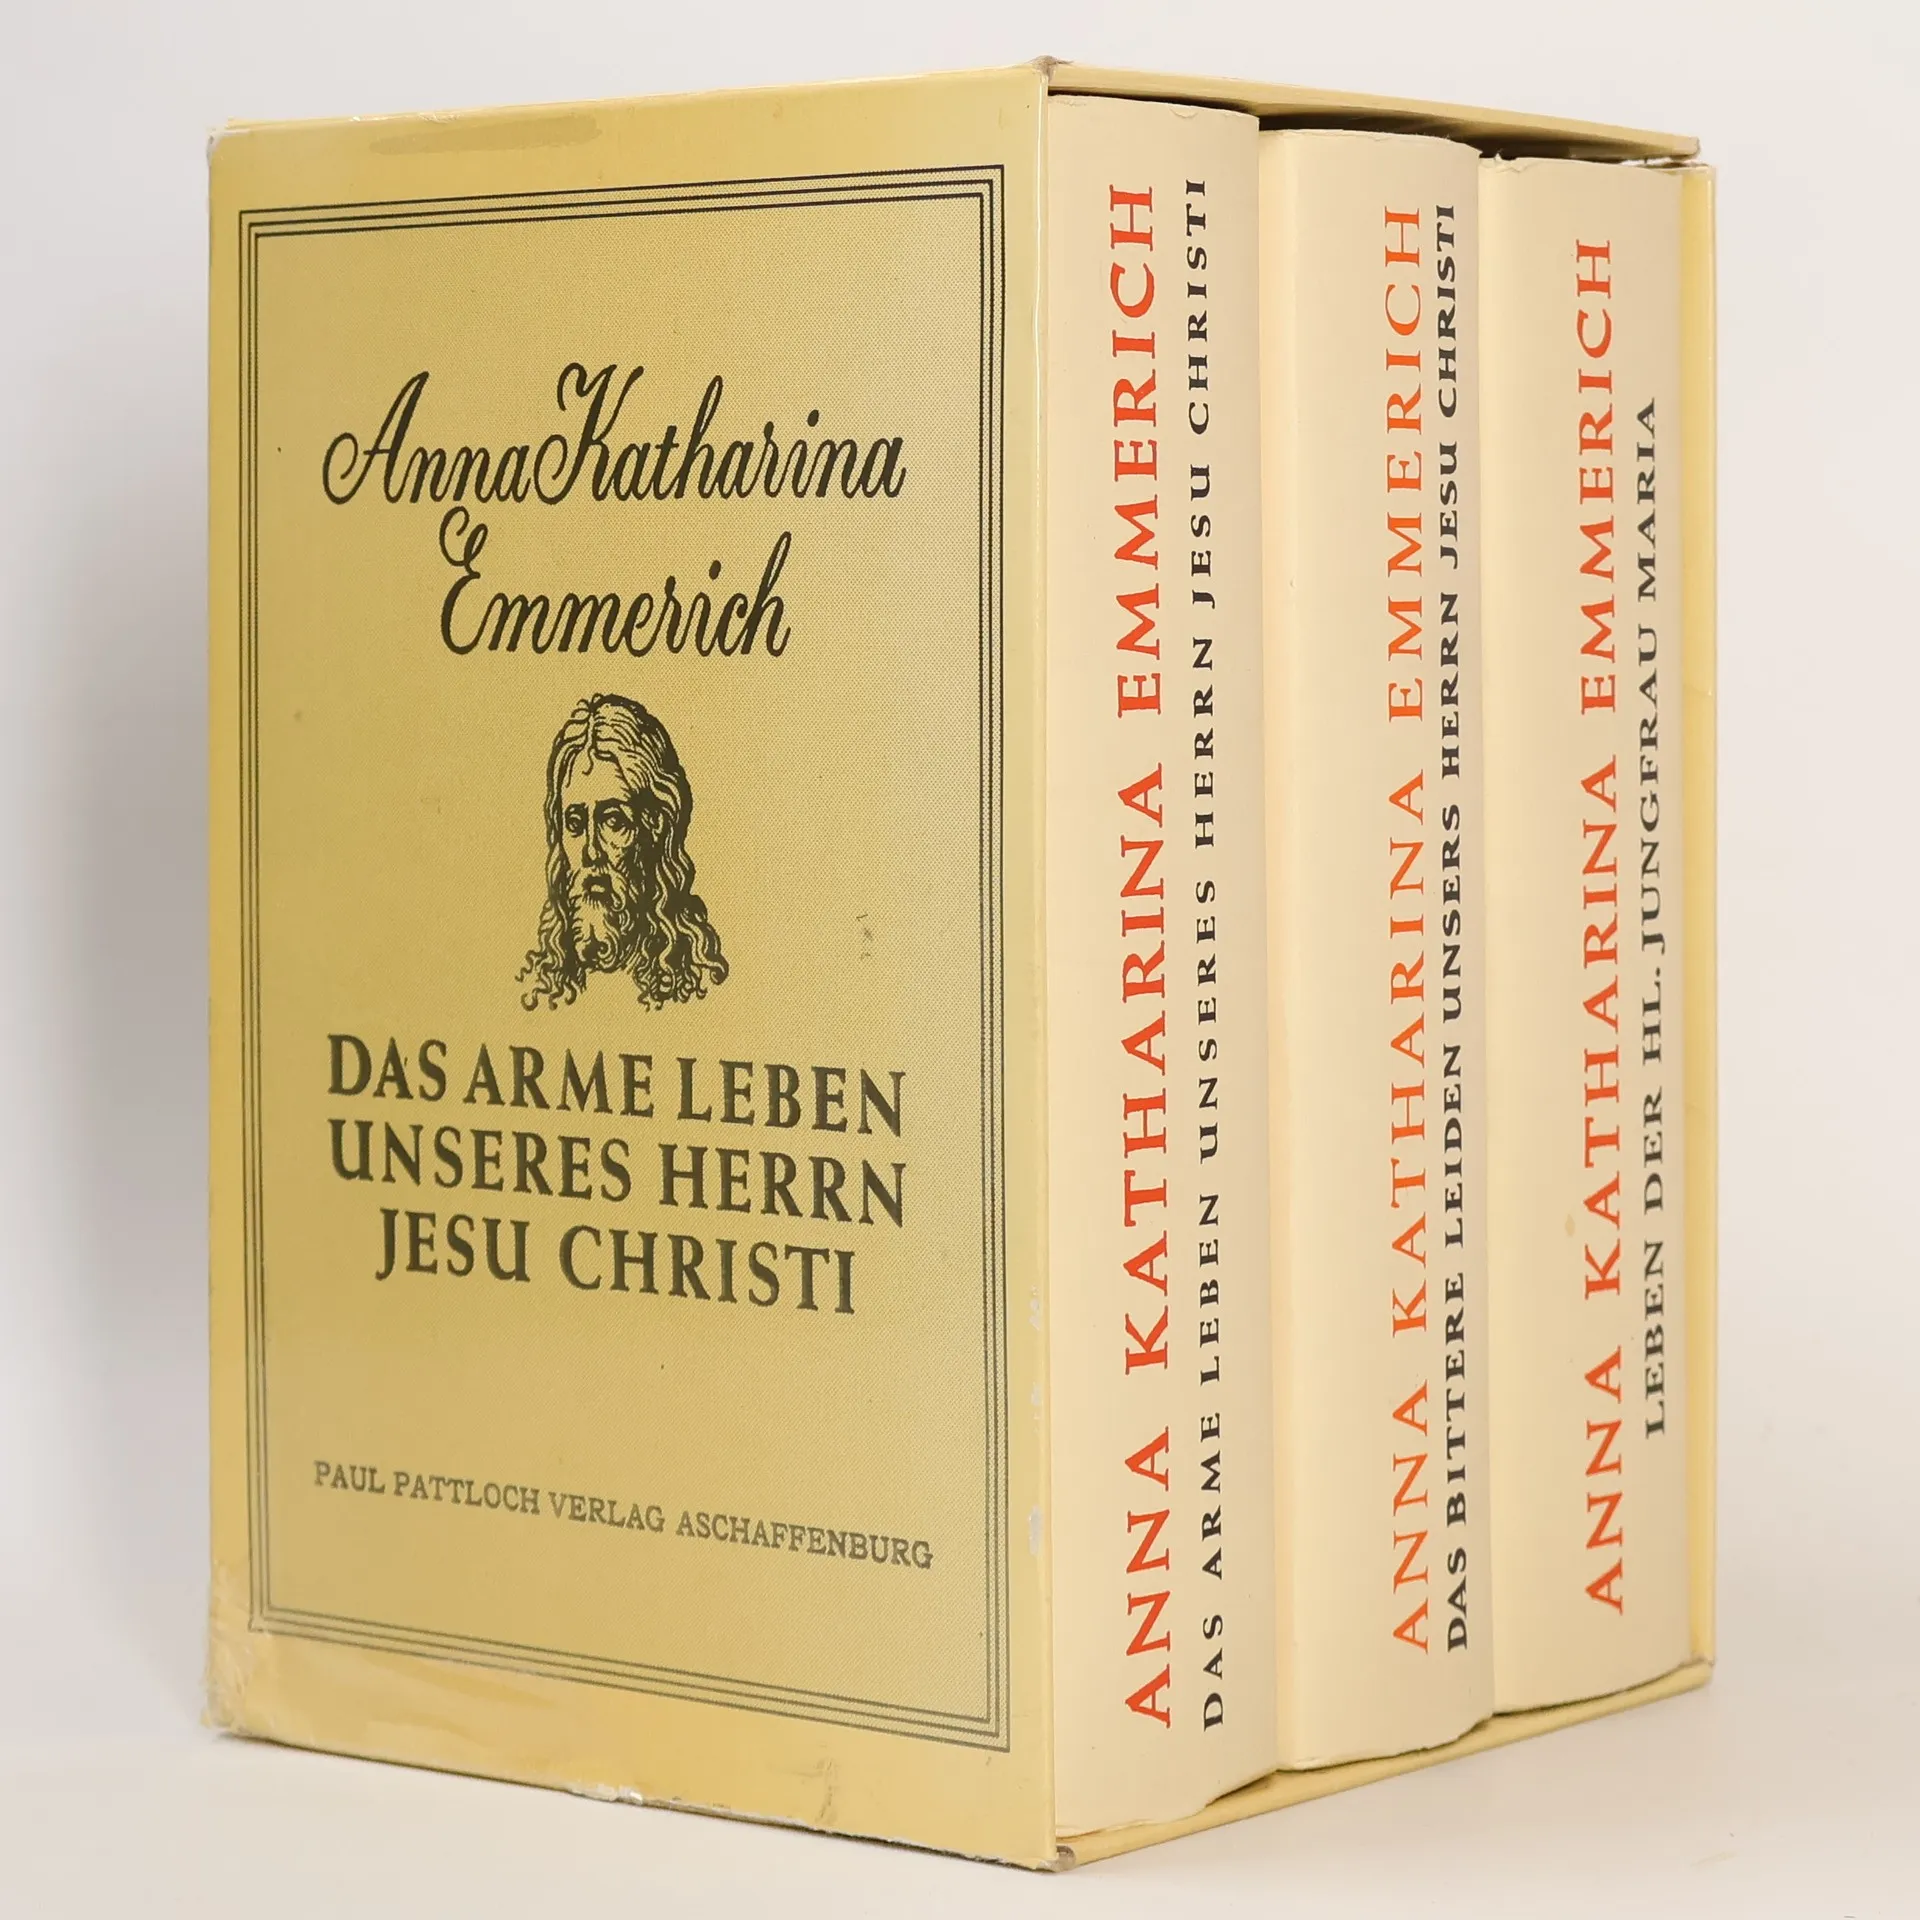 Anna Katharina
Emmerich
DAS ARME LEBEN
UNSERES HERRN
JESU CHRISTI
PAUL PATTLOCH VERLAG ASCHAFFENBURG
ANNA KATHARINA EMMERICH
DAS ARME LEBEN UNSERES HERRN JESU CHRISTI
ANNA KATHARINA EMMERICH
DAS BITTERE LEIDEN UNSERS HERRN JESU CHRISTI
ANNA KATHARINA EMMERICH
LEBEN DER HL. JUNGFRAU MARIA